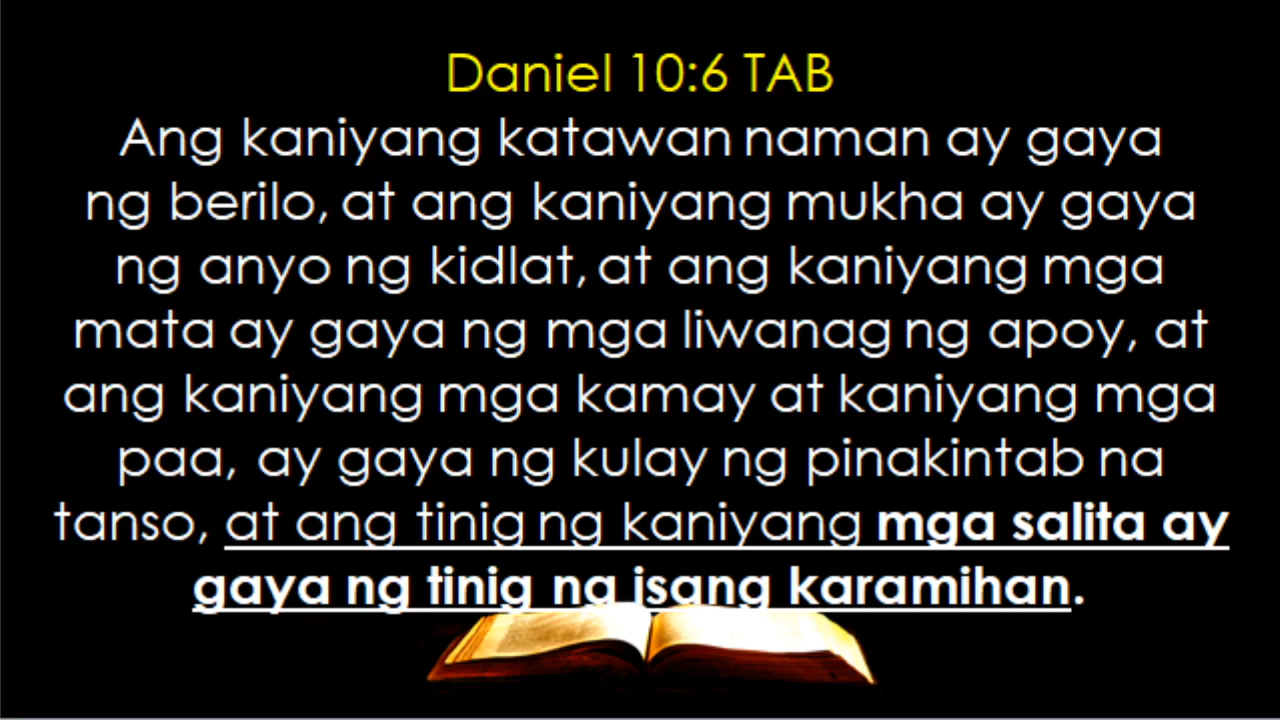 Daniel 10:6 TAB
Ang kaniyang katawan naman ay gaya
ng berilo, at ang kaniyang mukha ay gaya
ng anyo ng kidlat, at ang kaniyang mga
mata ay gaya ng mga liwanag ng apoy, at
ang kaniyang mga kamay at kaniyang mga
paa, ay gaya ng kulay ng pinakintab na
tanso, at ang tinig ng kaniyang mga salita ay
gaya ng tinig ng isang karamihan.